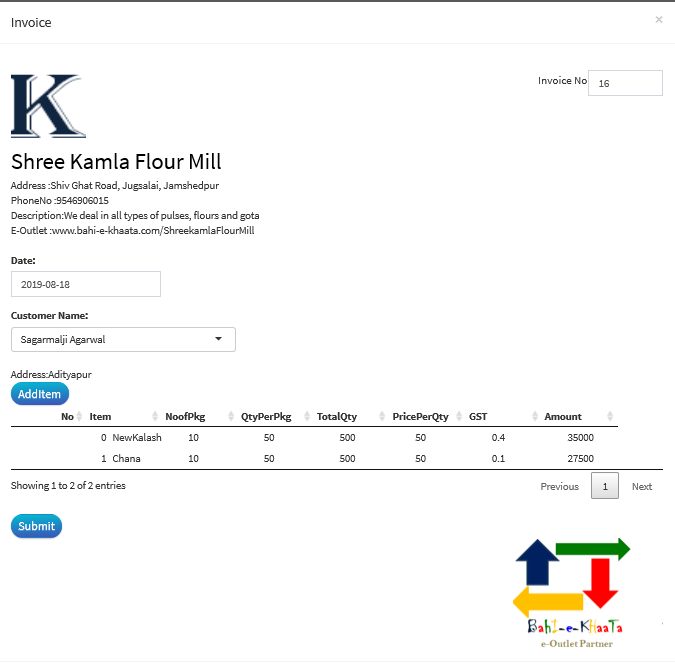 Invoice ×
Invoice No 16
K
Shree Kamla Flour Mill
Address :Shiv Ghat Road, Jugsalai, Jamshedpur
PhoneNo :9546906015
Description:We deal in all types of pulses, flours and gota
E-Outlet :www.bahi-e-khaata.com/ShreekamlaFlourMill
Date:
2019-08-18
Customer Name:
Sagarmalji Agarwal
Address:Adityapur
AddItem
No Item NoofPkg QtyPerPkg TotalQty PricePerQty GST Amount
0 NewKalash 10 50 500 50 0.4 35000
1 Chana 10 50 500 50 0.1 27500
Showing 1 to 2 of 2 entries Previous 1 Next
Submit
BahI-e-KHaaTa
e-Outlet Partner